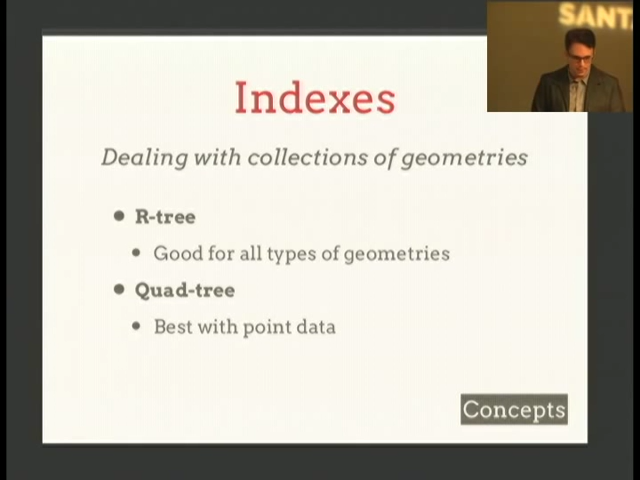 SANT
Indexes
Dealing with collections of geometries
R-tree
Good for all types of geometries
Quad-tree
Best with point data
Concepts